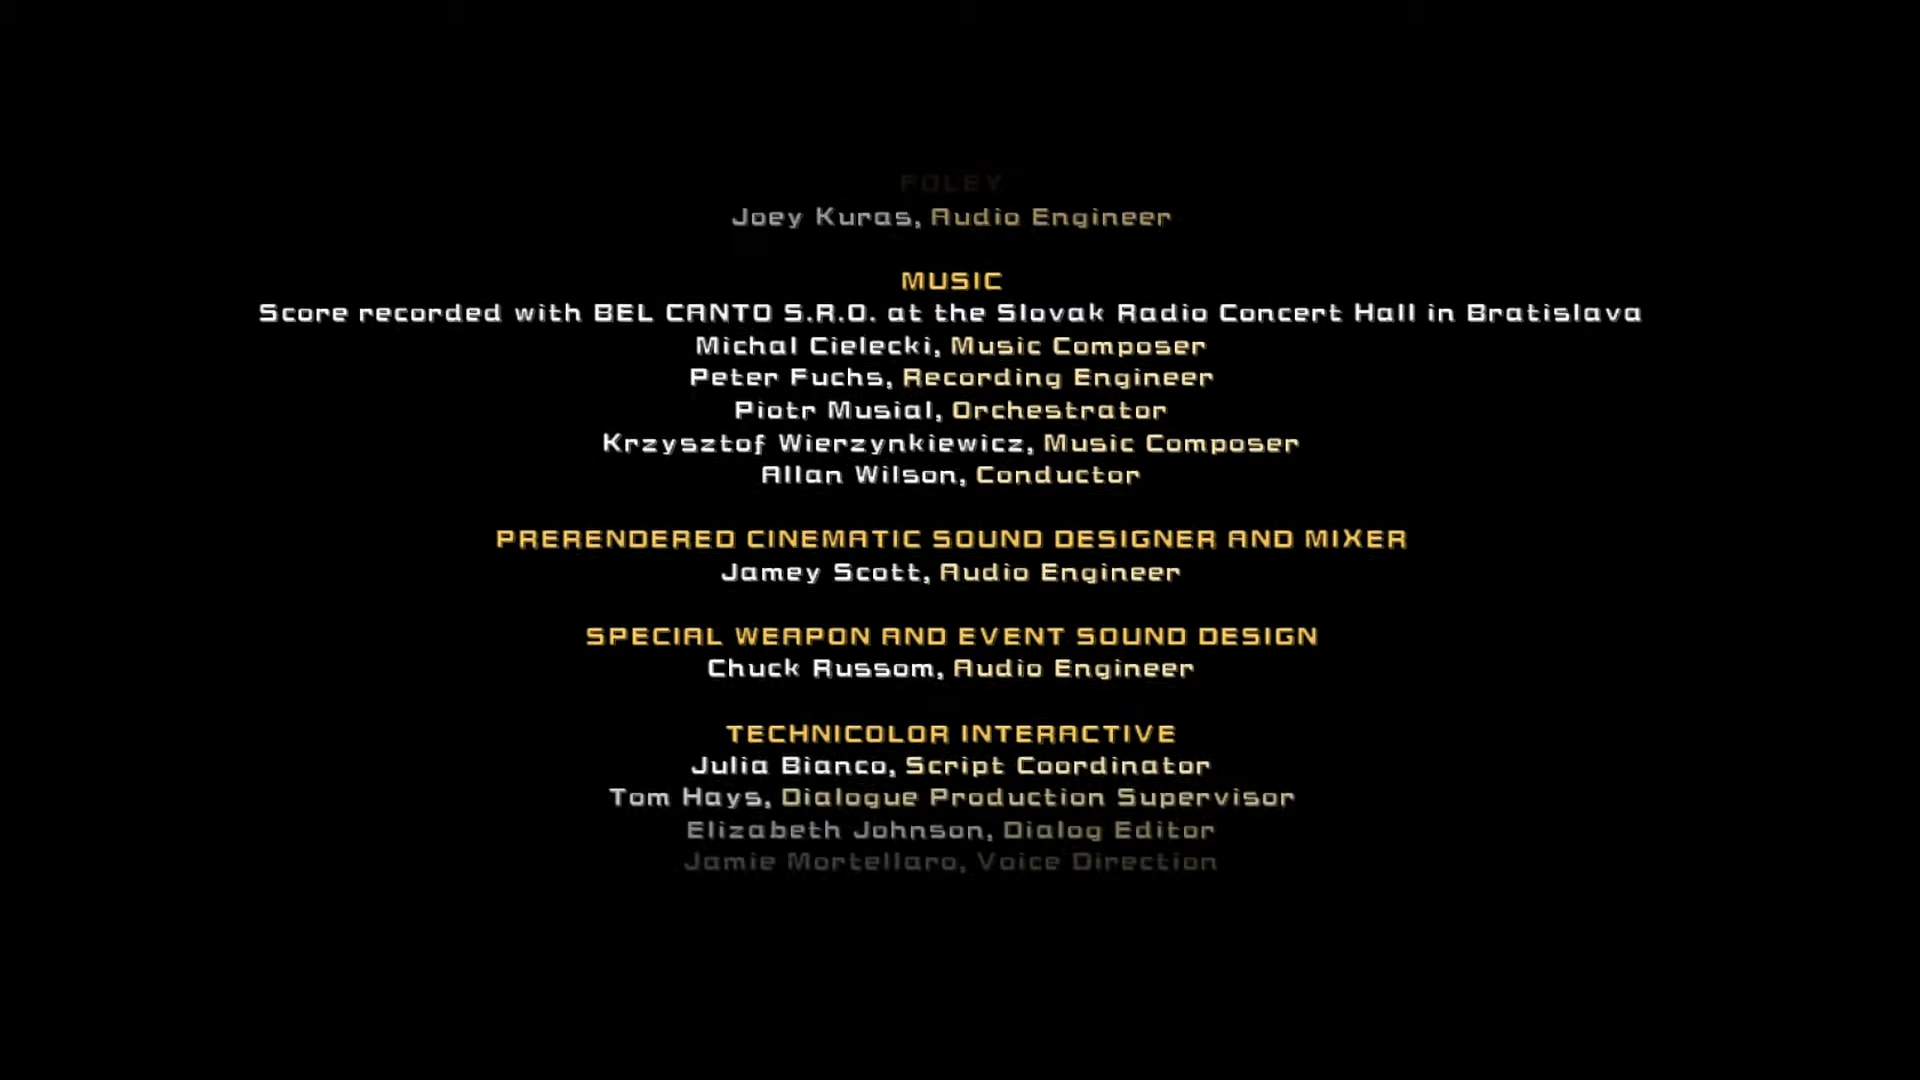 FOLEY
Joey Kuras, Audio Engineer
MUSIC
Score recorded with BEL CANTO S.R.O. at the Slovak Radio Concert Hall in Bratislava
Michal Cielecki, Music Composer
Peter Fuchs, Recording Engineer
Piotr Musial, Orchestrator
Krzysztof Wierzynkiewicz, Music Composer
Allan Wilson, Conductor
PRERENDERED CINEMATIC SOUND DESIGNER AND MIXER
Jamey Scott, Audio Engineer
SPECIAL WEAPON AND EVENT SOUND DESIGN
Chuck Russom, Audio Engineer
TECHNICOLOR INTERACTIVE
Julia Bianco, Script Coordinator
Tom Hays, Dialogue Production Supervisor
Elizabeth Johnson, Dialog Editor
Jamie Mortellaro, Voice Direction